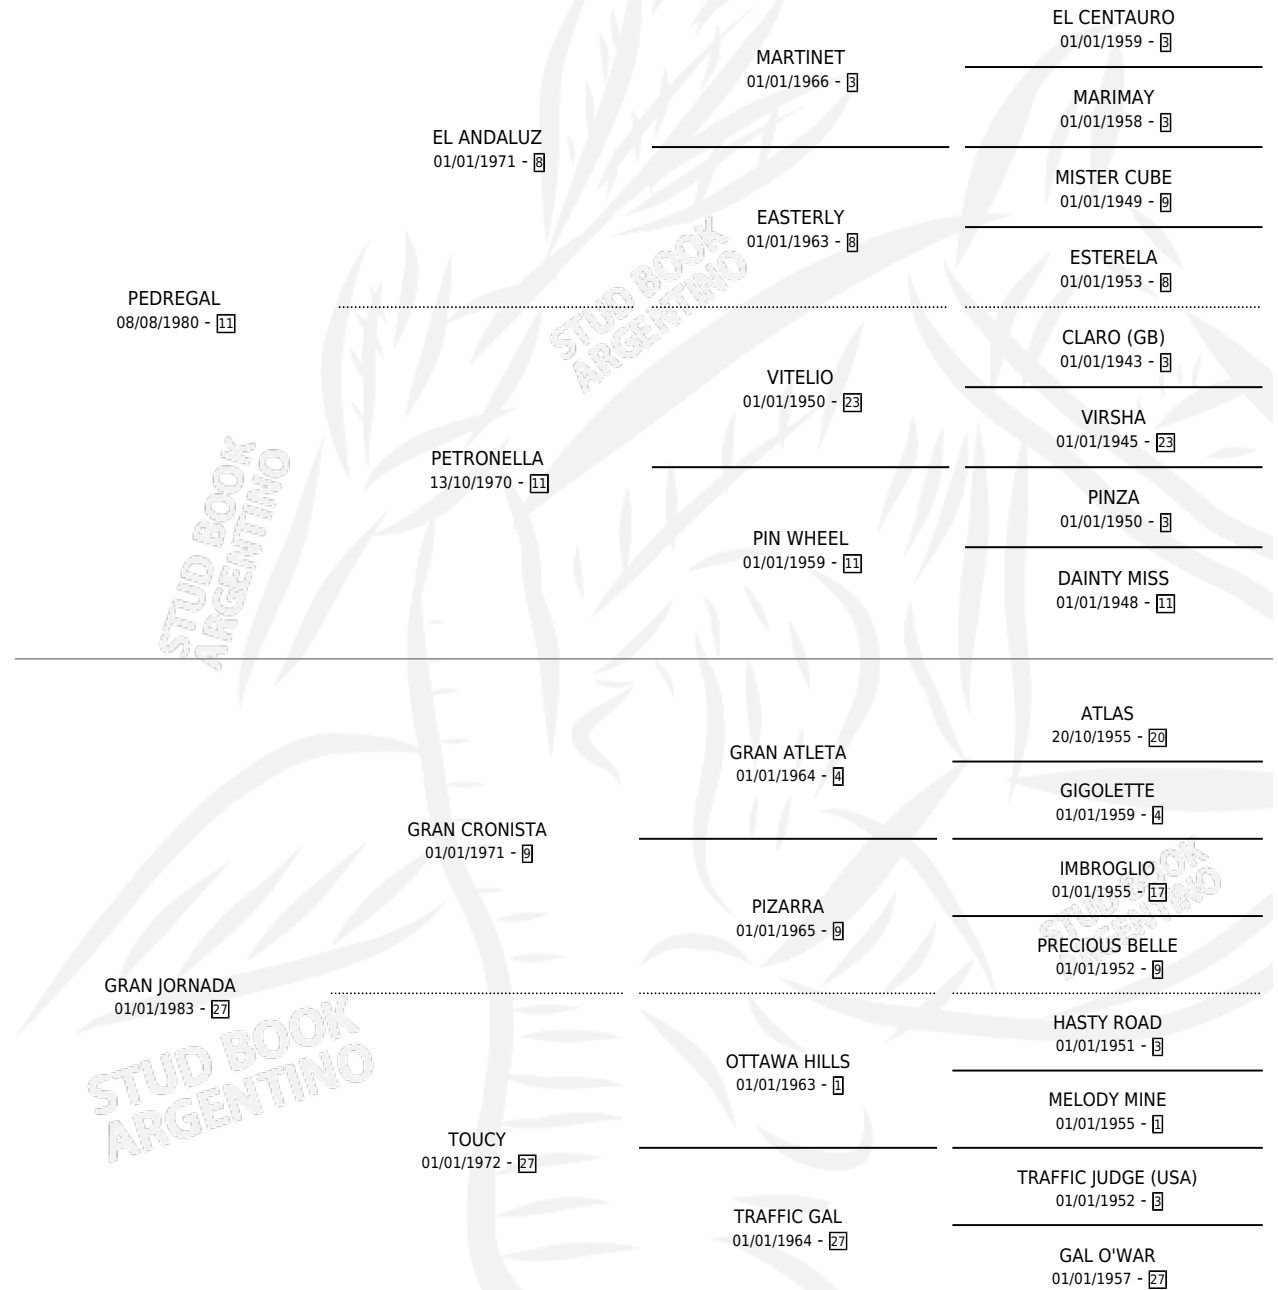 EL CENTAURO
01/01/1959 - 3
MARTINET
01/01/1966 - 3
MARIMAY
01/01/1958 - 3
EL ANDALUZ
01/01/1971 - 8
MISTER CUBE
01/01/1949 - 9
EASTERLY
01/01/1963 - 8
ESTERELA
01/01/1953 - 8
PEDREGAL
08/08/1980 - 11
STUD BOOK
ARGENTINO
CLARO (GB)
01/01/1943 - 3
VITELIO
01/01/1950 - 23
VIRSHA
01/01/1945 - 23
PETRONELLA
13/10/1970 - 11
PINZA
01/01/1950 - 3
PIN WHEEL
01/01/1959 - 11
DAINTY MISS
01/01/1948 - 11
STUD BOOK
ARGENTINO
ATLAS
20/10/1955 - 20
GRAN ATLETA
01/01/1964 - 4
GIGOLETTE
01/01/1959 - 4
GRAN CRONISTA
01/01/1971 - 9
IMBROGLIO
01/01/1955 - 17
PIZARRA
01/01/1965 - 9
STUD BOOK
ARGENTINO
PRECIOUS BELLE
01/01/1952 - 9
GRAN JORNADA
01/01/1983 - 27
HASTY ROAD
01/01/1951 - 3
OTTAWA HILLS
01/01/1963 - 1
MELODY MINE
01/01/1955 - 1
STUD BOOK
ARGENTINO
TOUCY
01/01/1972 - 27
TRAFFIC JUDGE (USA)
01/01/1952 - 3
TRAFFIC GAL
01/01/1964 - 27
GAL O'WAR
01/01/1957 - 27